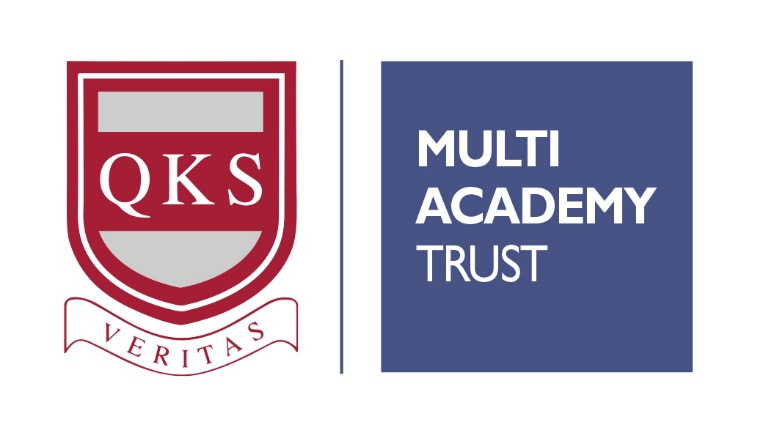 QKS
VERITAS
MULTI
ACADEMY
TRUST